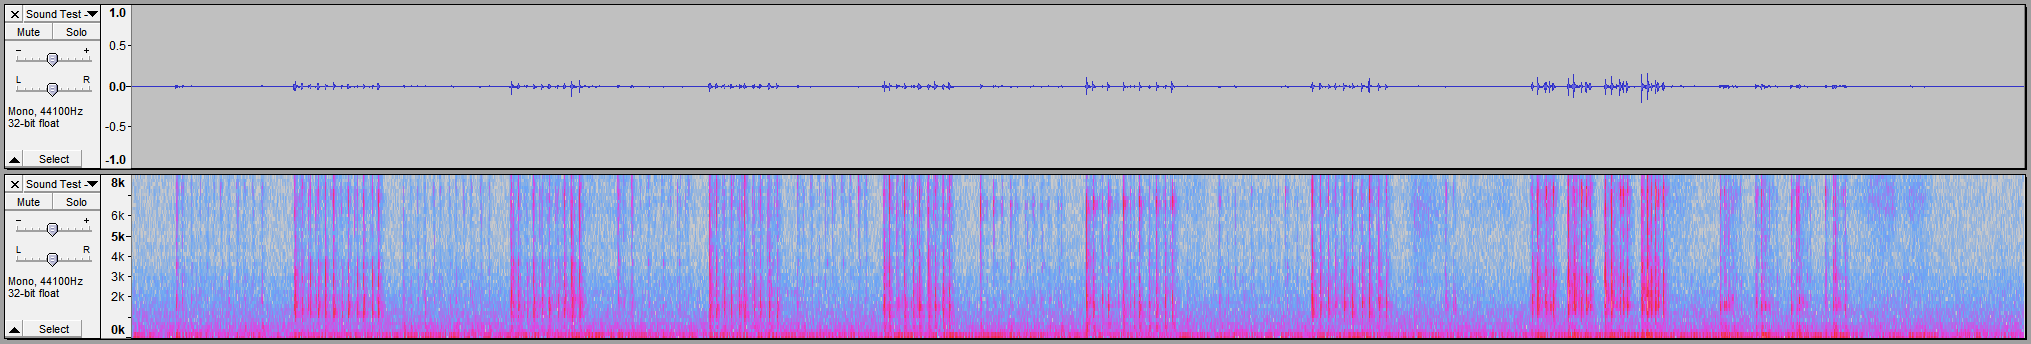 Sound Test -
Mute Solo
- +
L R
Mono, 44100Hz
32-bit float
Select
1.0
0.5-
0.0-
-0.5-
-1.0
Sound Test -
Mute Solo
- +
L R
Mono, 44100Hz
32-bit float
Select
8k
6k
5k
4k
3k
2k
0k